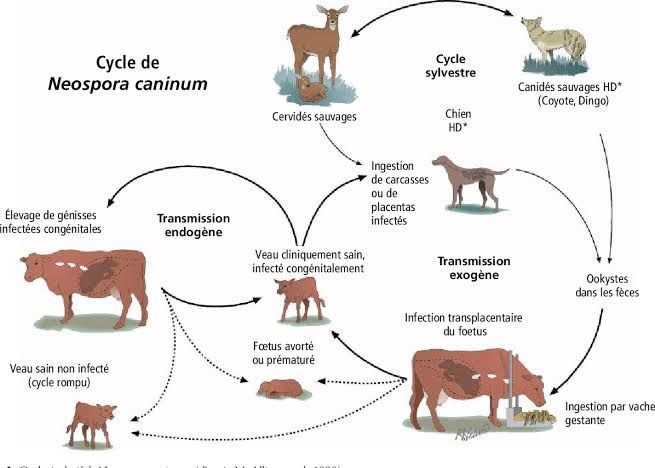 Cycle de
Neospora caninum
Cycle
sylvestre
Cervidés sauvages
Canidés sauvages HD*
(Coyote, Dingo)
Chien
HD*
Ingestion
de carcasses
ou de
placentas
infectés
Élevage de génisses
infectées congénitales
Transmission
endogène
Veau cliniquement sain,
infecté congénitalement
Transmission
exogène
Ookystes
dans les fèces
Infection transplacentaire
du foetus
Fœtus avorté
ou prématuré
Veau sain non infecté
(cycle rompu)
Ingestion par vache
gestante